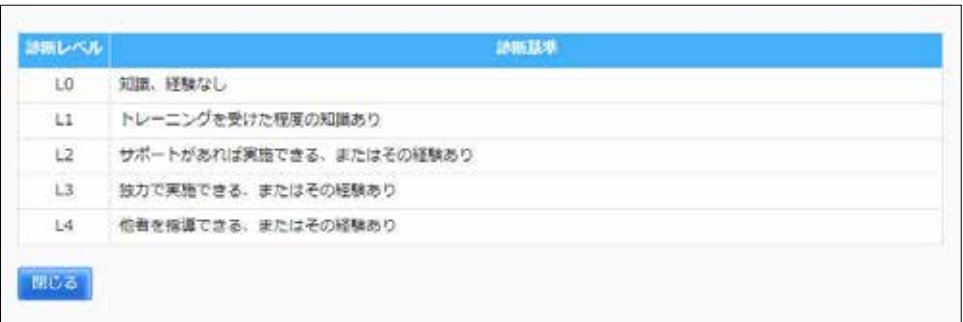 診断レベル 診断基準
L0 知識、経験なし
L1 トレーニングを受けた程度の知識あり
L2 サポートがあれば実施できる、またはその経験あり
L3 独力で実施できる、またはその経験あり
L4 他者を指導できる、またはその経験あり
閉じる